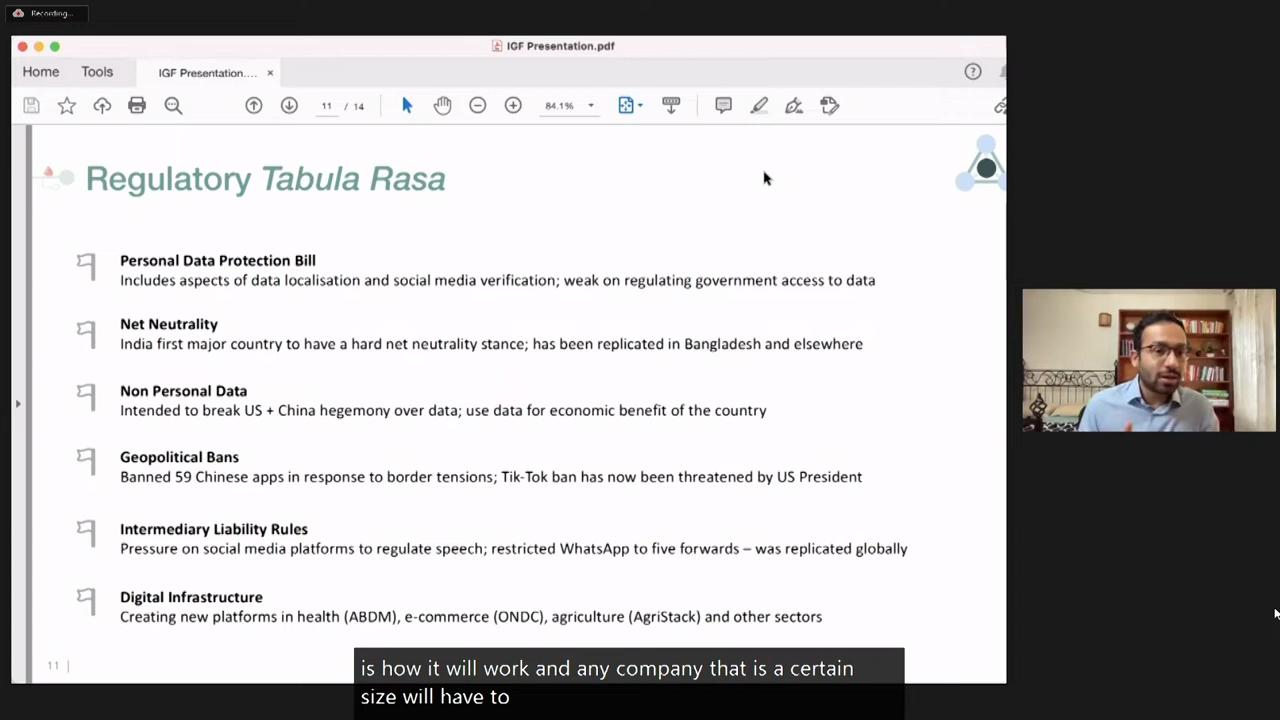 Recording...
IGF Presentation.pdf
Home Tools IGF Presentation.... ×
11 / 14 84.1%
Regulatory Tabula Rasa
Personal Data Protection Bill
Includes aspects of data localisation and social media verification; weak on regulating government access to data
Net Neutrality
India first major country to have a hard net neutrality stance; has been replicated in Bangladesh and elsewhere
Non Personal Data
Intended to break US + China hegemony over data; use data for economic benefit of the country
Geopolitical Bans
Banned 59 Chinese apps in response to border tensions; Tik-Tok ban has now been threatened by US President
Intermediary Liability Rules
Pressure on social media platforms to regulate speech; restricted WhatsApp to five forwards – was replicated globally
Digital Infrastructure
Creating new platforms in health (ABDM), e-commerce (ONDC), agriculture (AgriStack) and other sectors
11 |
is how it will work and any company that is a certain
size will have to